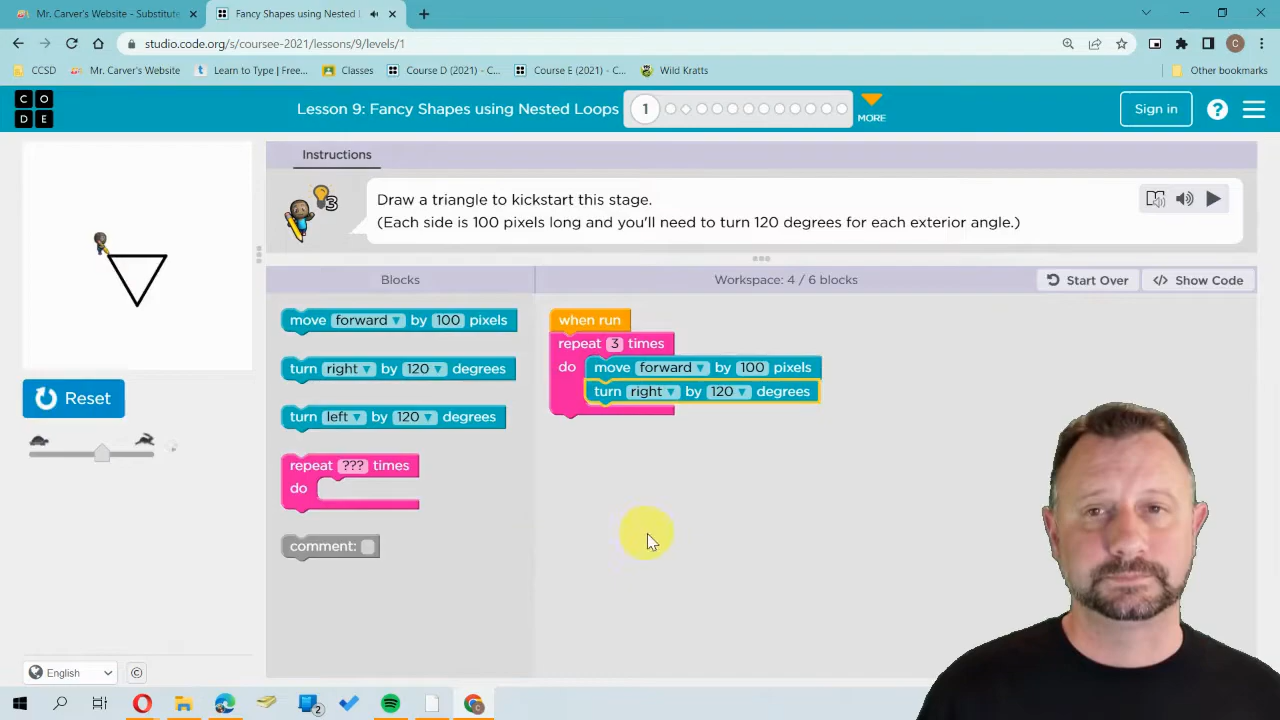 Mr. Carver's Website - Substitute
Fancy Shapes using Nested L
studio.code.org/s/coursee-2021/lessons/9/levels/1
C
CCSD
Mr. Carver's Website
Learn to Type | Free...
Classes
Course D (2021) - C...
Course E (2021) - C...
Wild Kratts
Other bookmarks
C O
D E
Lesson 9: Fancy Shapes using Nested Loops
1
MORE
Sign in
?
Instructions
3
Draw a triangle to kickstart this stage.
(Each side is 100 pixels long and you'll need to turn 120 degrees for each exterior angle.)
Blocks
Workspace: 4 / 6 blocks
Start Over
</> Show Code
move forward by 100 pixels
turn right by 120 degrees
turn left by 120 degrees
repeat ??? times
do
comment:
when run
repeat 3 times
do
move forward by 100 pixels
turn right by 120 degrees
Reset
English
©
2